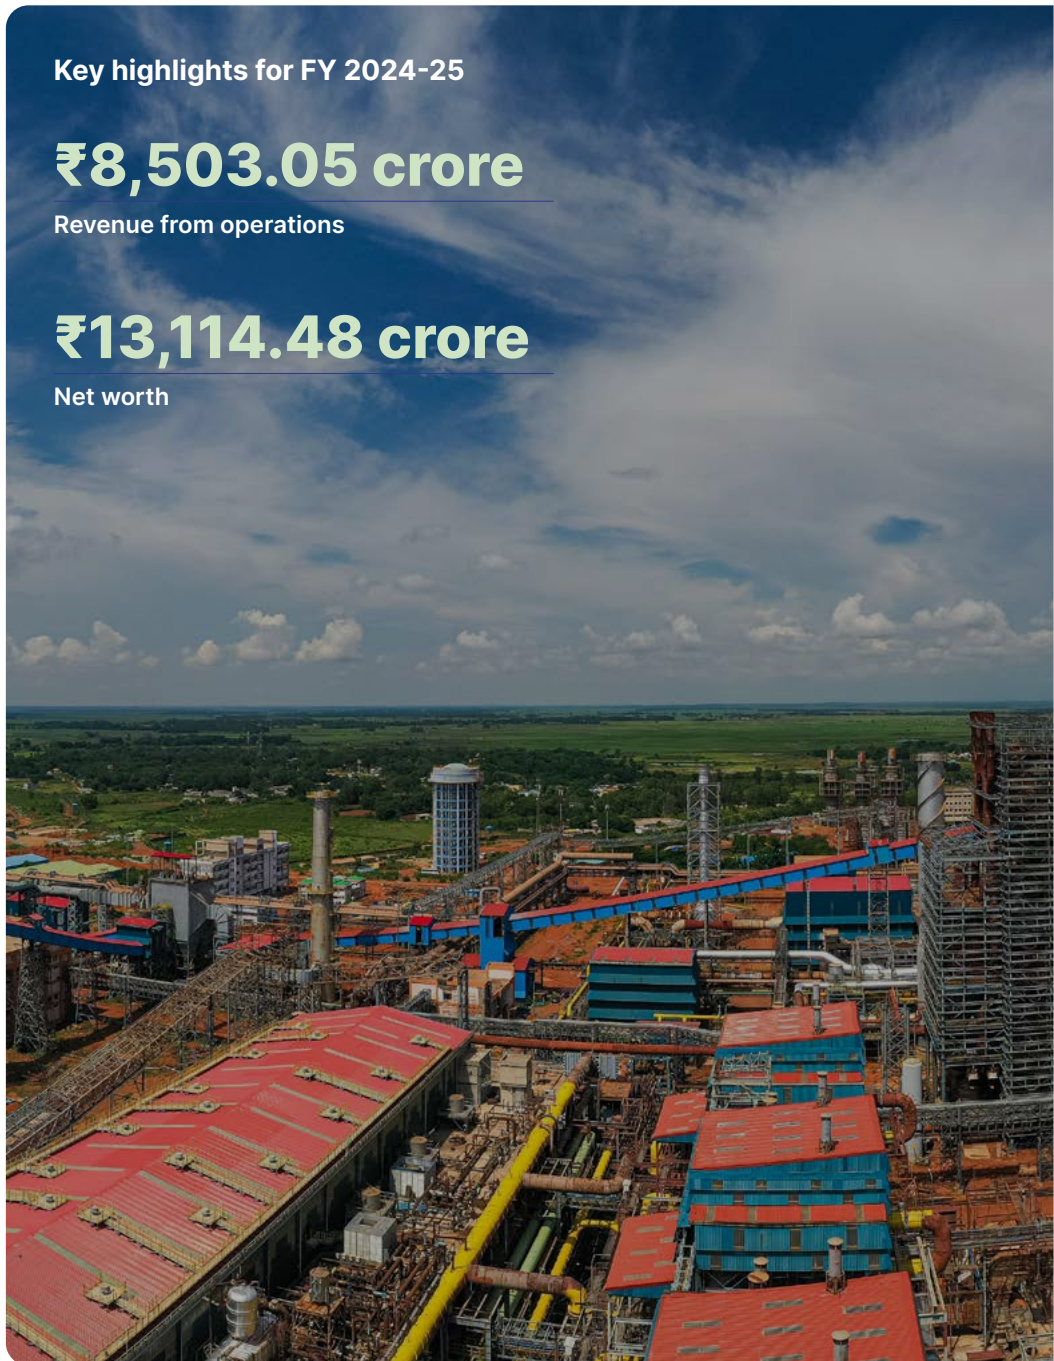 Key highlights for FY 2024-25
₹8,503.05 crore
Revenue from operations
₹13,114.48 crore
Net worth